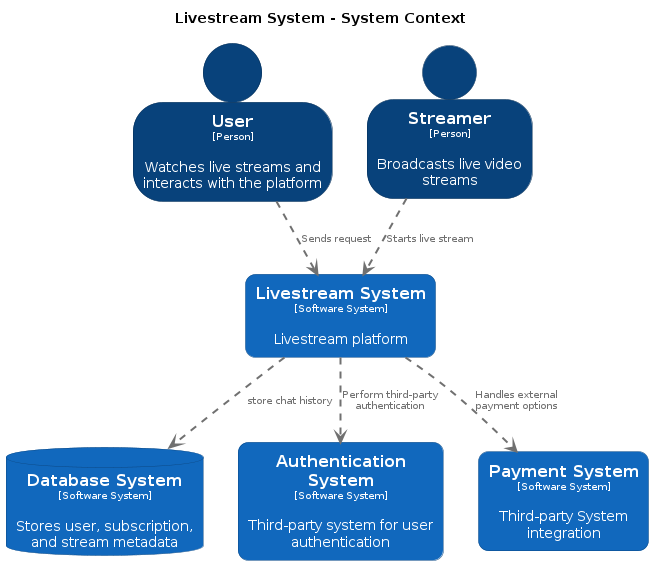 Livestream System - System Context
User
[Person]
Watches live streams and
interacts with the platform
Streamer
[Person]
Broadcasts live video
streams
Sends request
Starts live stream
Livestream System
[Software System]
Livestream platform
store chat history
Perform third-party
authentication
Handles external
payment options
Database System
[Software System]
Stores user, subscription,
and stream metadata
Authentication
System
[Software System]
Third-party system for user
authentication
Payment System
[Software System]
Third-party System
integration